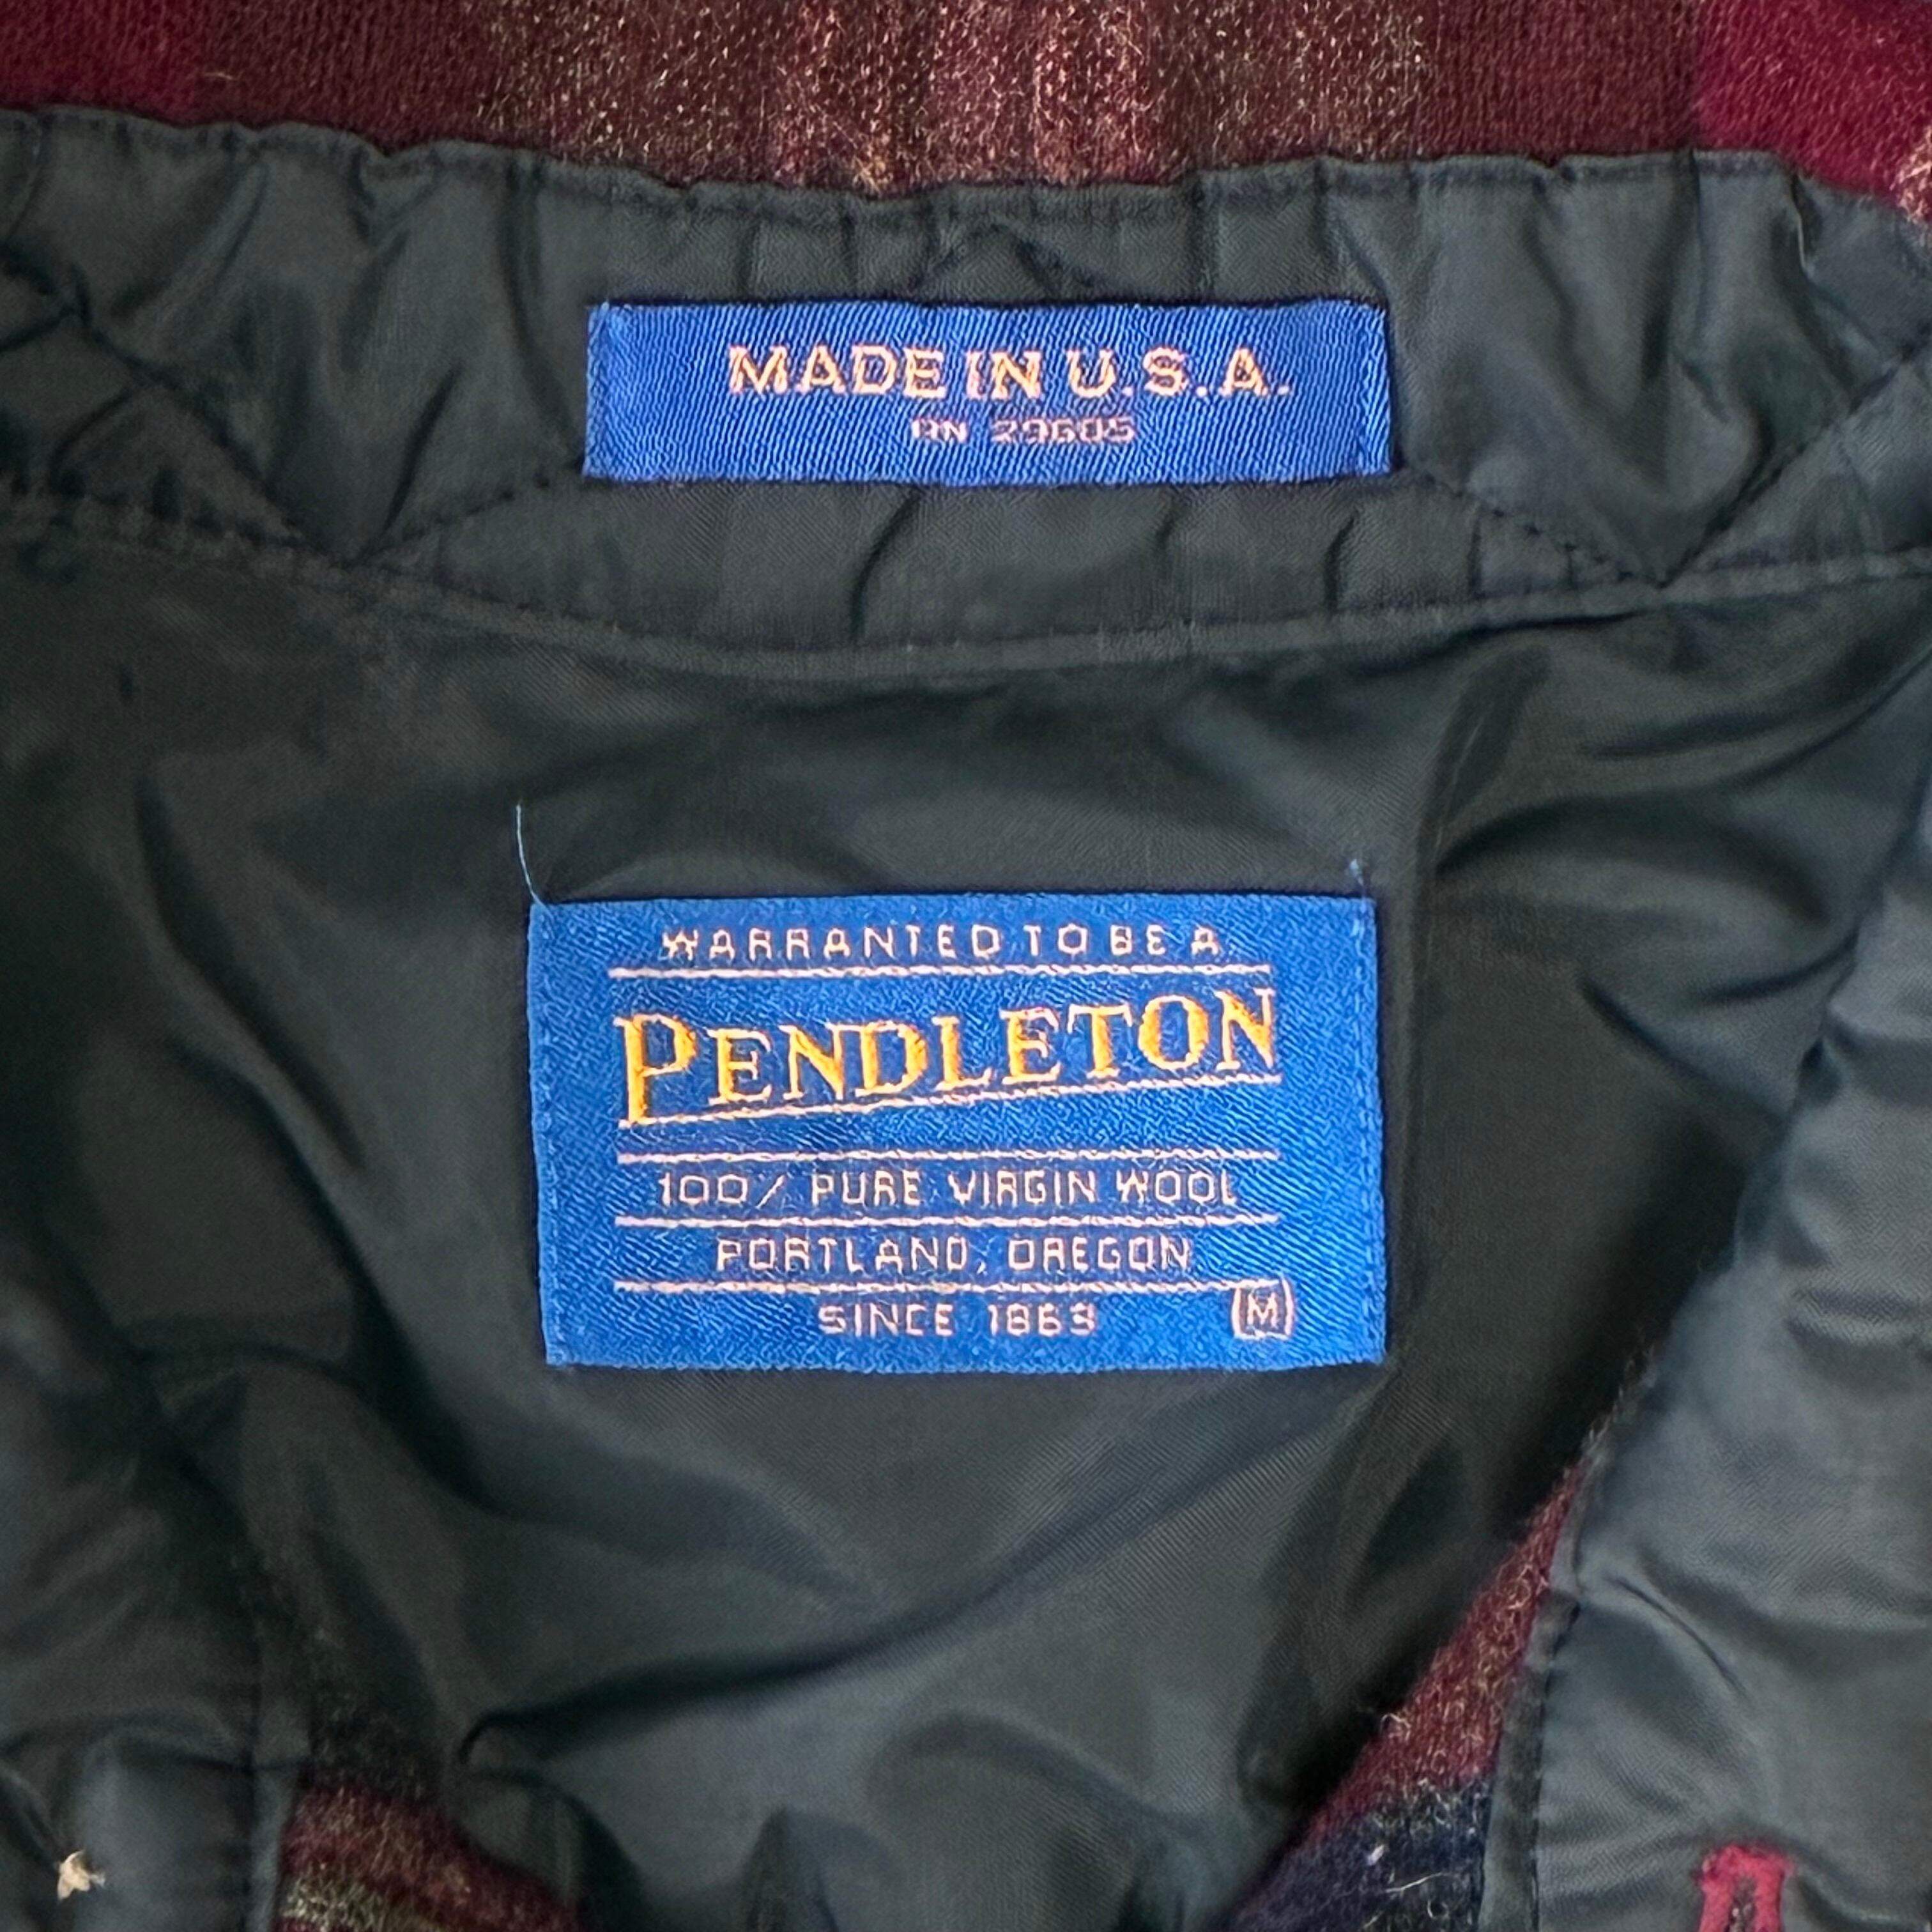 MADE IN U.S.A.
RN 29685
WARRANTED TO BE A
PENDLETON
100% PURE VIRGIN WOOL
PORTLAND, OREGON
SINCE 1863
(M)